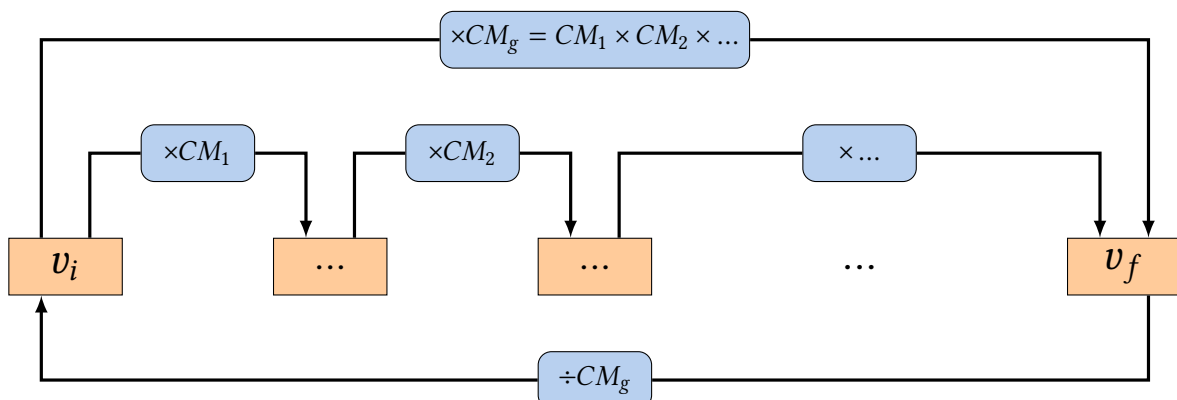 ×CM_g = CM_1 × CM_2 × ...
×CM_1 ×CM_2 × ...
v_i ... ... ... v_f
÷CM_g